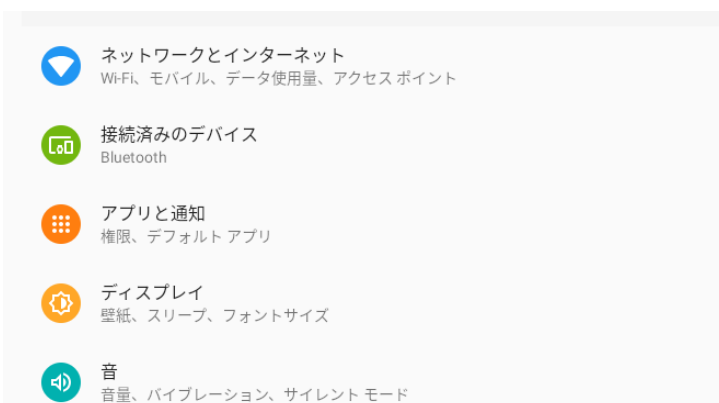 ネットワークとインターネット
Wi-Fi、モバイル、データ使用量、アクセス ポイント
接続済みのデバイス
Bluetooth
アプリと通知
権限、デフォルト アプリ
ディスプレイ
壁紙、スリープ、フォントサイズ
音
音量、バイブレーション、サイレント モード